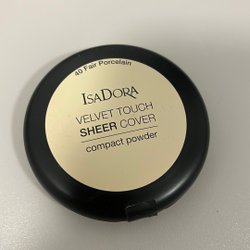 40 Fair Porcelain
ISADORA
VELVET TOUCH
SHEER COVER
compact powder